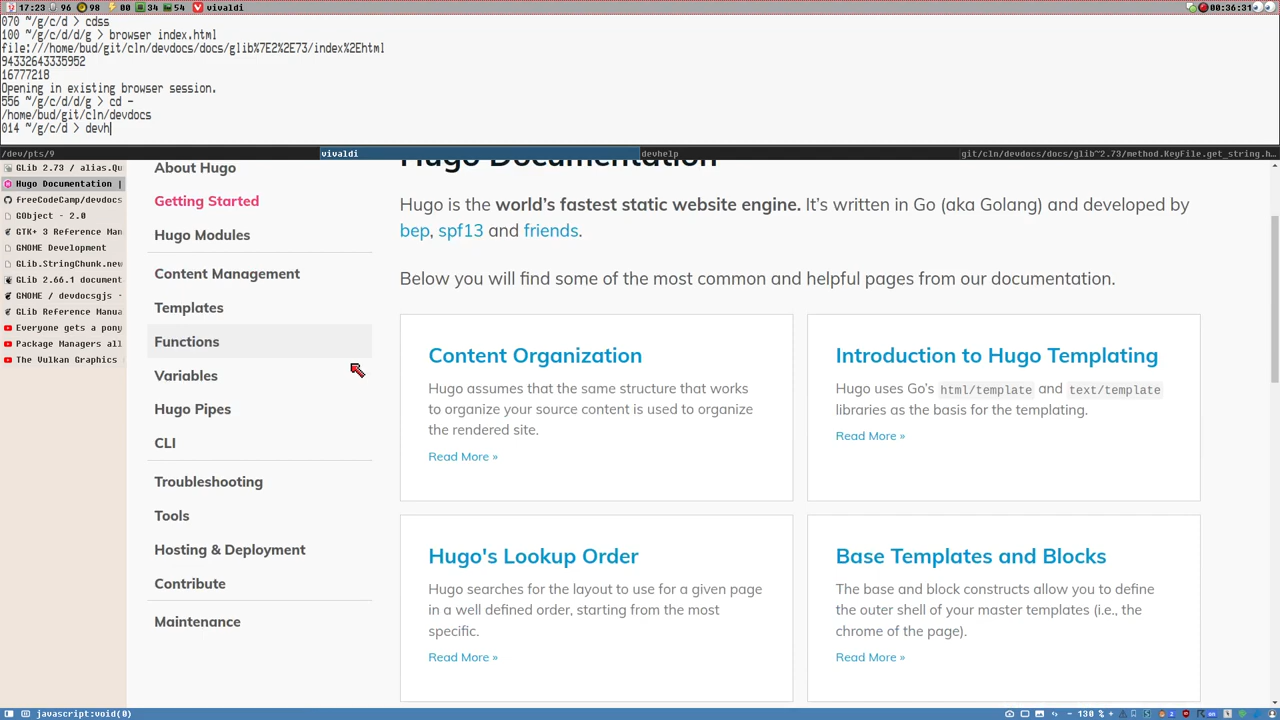 17:23 96 98 00 34 54 vivaldi 00:36:31
070 ~/g/c/d > cdss
100 ~/g/c/d/d/g > browser index.html
file:///home/bud/git/cln/devdocs/docs/glib%7E2%2E73/index%2Ehtml
94332643335952
16777218
Opening in existing browser session.
556 ~/g/c/d/d/g > cd -
/home/bud/git/cln/devdocs
014 ~/g/c/d > devh
/dev/pts/9 vivaldi devhelp git/cln/devdocs/docs/glib~2.73/method.KeyFile.get_string.h…
GLib 2.73 / alias.Qu
Hugo Documentation |
freeCodeCamp/devdocs
GObject - 2.0
GTK+ 3 Reference Man
GNOME Development
GLib.StringChunk.new
GLib 2.66.1 document
GNOME / devdocsgjs ·
GLib Reference Manua
Everyone gets a pony
Package Managers all
The Vulkan Graphics
About Hugo
Getting Started
Hugo Modules
Content Management
Templates
Functions
Variables
Hugo Pipes
CLI
Troubleshooting
Tools
Hosting & Deployment
Contribute
Maintenance
Hugo Documentation
Hugo is the world's fastest static website engine. It's written in Go (aka Golang) and developed by
bep, spf13 and friends.
Below you will find some of the most common and helpful pages from our documentation.
Content Organization
Hugo assumes that the same structure that works
to organize your source content is used to organize
the rendered site.
Read More »
Introduction to Hugo Templating
Hugo uses Go's html/template and text/template
libraries as the basis for the templating.
Read More »
Hugo's Lookup Order
Hugo searches for the layout to use for a given page
in a well defined order, starting from the most
specific.
Read More »
Base Templates and Blocks
The base and block constructs allow you to define
the outer shell of your master templates (i.e., the
chrome of the page).
Read More »
javascript:void(0) - 130 % +